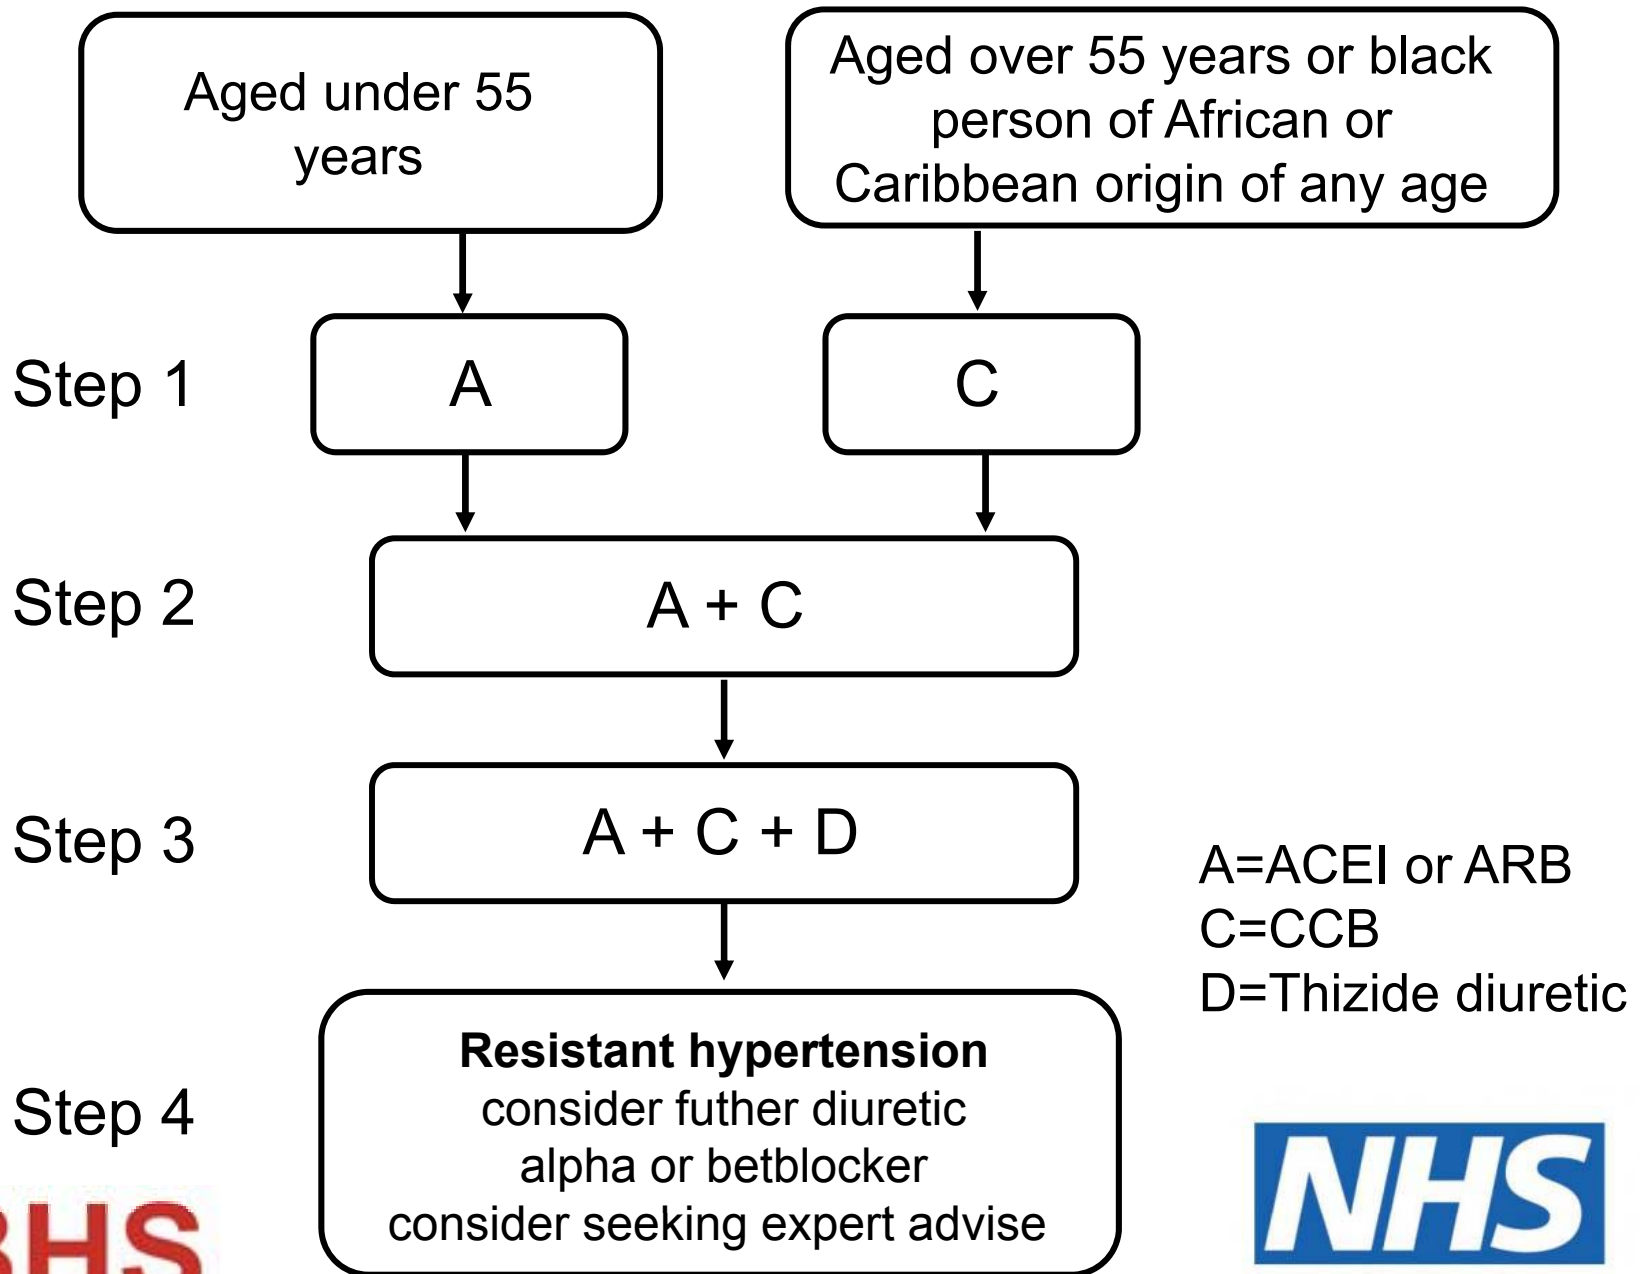 Aged under 55
years
Aged over 55 years or black
person of African or
Caribbean origin of any age
Step 1
A
C
Step 2
A + C
Step 3
A + C + D
A=ACEI or ARB
C=CCB
D=Thizide diuretic
Step 4
Resistant hypertension
consider futher diuretic
alpha or betblocker
consider seeking expert advise
BHS
NHS